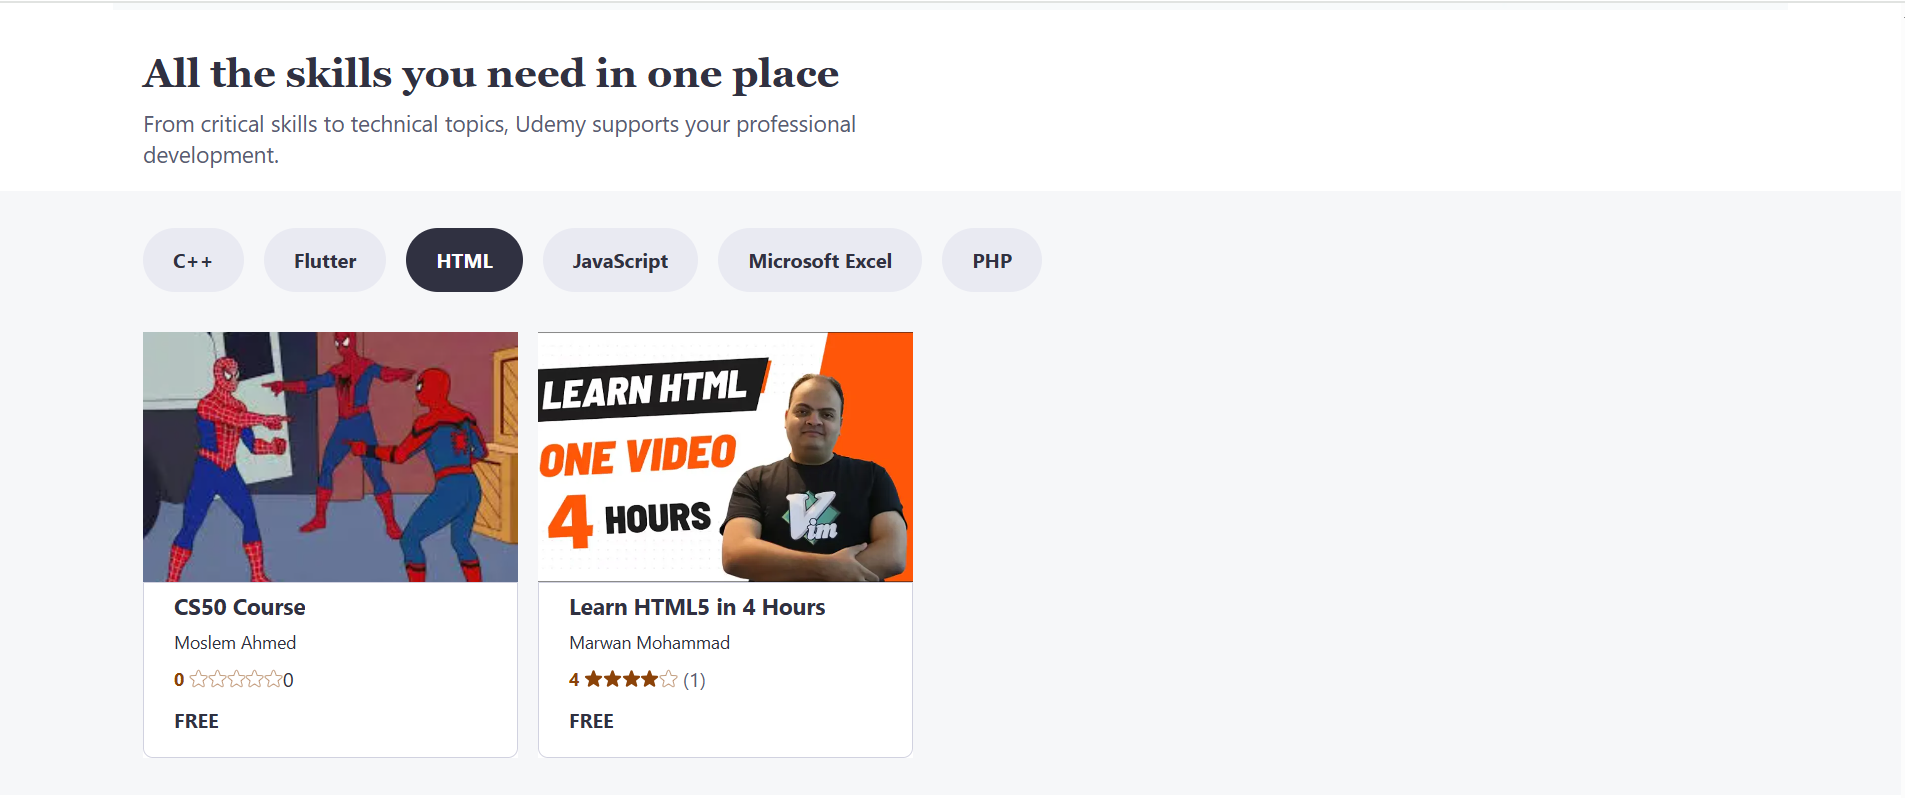 All the skills you need in one place
From critical skills to technical topics, Udemy supports your professional
development.
C++ Flutter HTML JavaScript Microsoft Excel PHP
LEARN HTML
ONE VIDEO
4 HOURS
Vim
CS50 Course
Moslem Ahmed
0 0
FREE
Learn HTML5 in 4 Hours
Marwan Mohammad
4 (1)
FREE